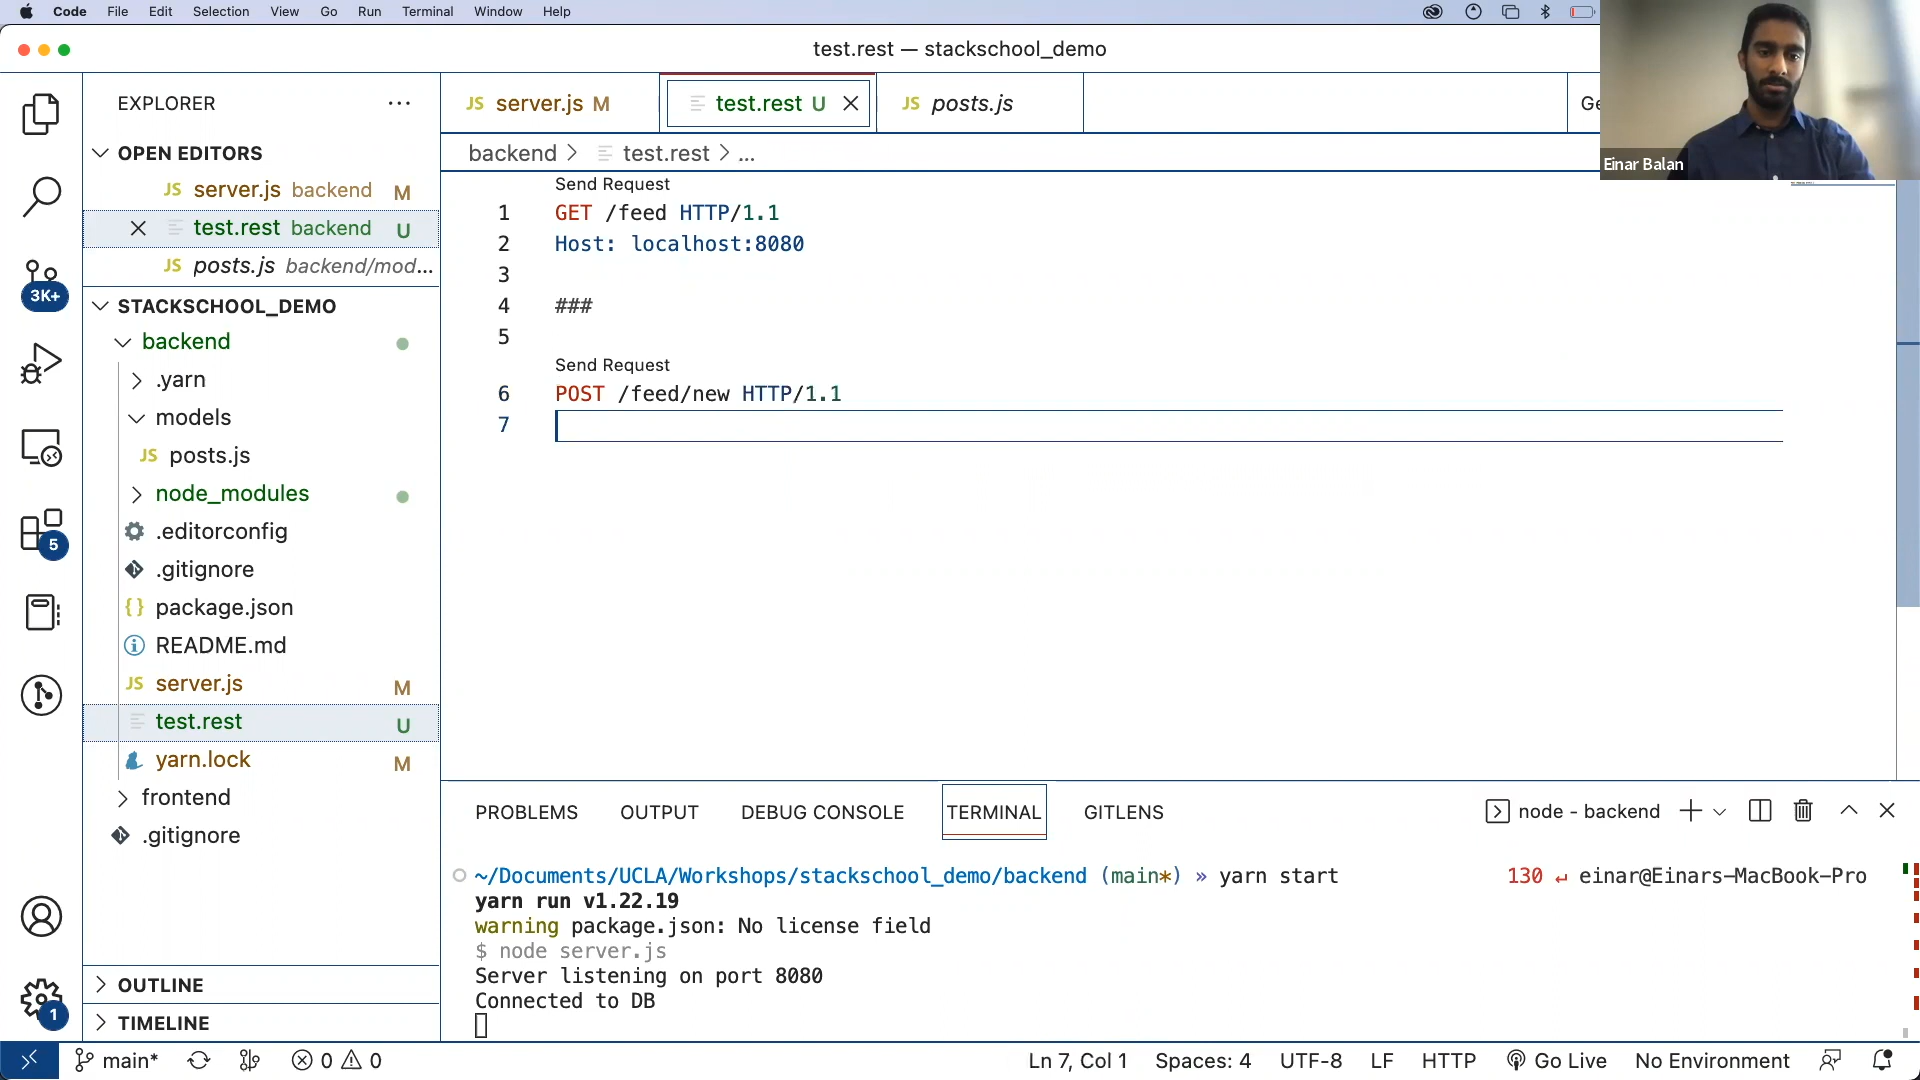 Code File Edit Selection View Go Run Terminal Window Help
test.rest — stackschool_demo
EXPLORER
OPEN EDITORS
JS server.js backend M
test.rest backend U
JS posts.js backend/mod...
STACKSCHOOL_DEMO
backend
.yarn
models
JS posts.js
node_modules
.editorconfig
.gitignore
{} package.json
README.md
JS server.js M
test.rest U
yarn.lock M
frontend
.gitignore
OUTLINE
TIMELINE
3K+
5
1
JS server.js M
test.rest U
JS posts.js
Ge
Einar Balan
backend > test.rest > ...
Send Request
1 GET /feed HTTP/1.1
2 Host: localhost:8080
3
4 ###
5
Send Request
6 POST /feed/new HTTP/1.1
7
PROBLEMS OUTPUT DEBUG CONSOLE TERMINAL GITLENS
node - backend
~/Documents/UCLA/Workshops/stackschool_demo/backend (main*) » yarn start 130 ↵ einar@Einars-MacBook-Pro
yarn run v1.22.19
warning package.json: No license field
$ node server.js
Server listening on port 8080
Connected to DB
main* 0 0 Ln 7, Col 1 Spaces: 4 UTF-8 LF HTTP Go Live No Environment